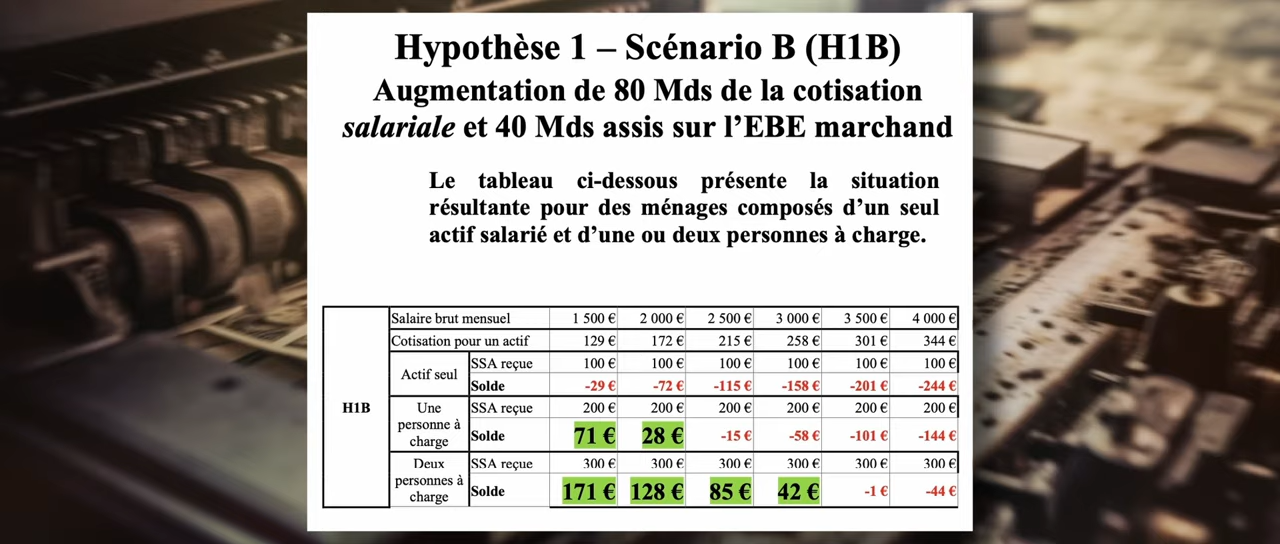 Hypothèse 1 – Scénario B (H1B)
Augmentation de 80 Mds de la cotisation
salariale et 40 Mds assis sur l’EBE marchand
Le tableau ci-dessous présente la situation
résultante pour des ménages composés d’un seul
actif salarié et d’une ou deux personnes à charge.
H1B
Salaire brut mensuel 1 500 € 2 000 € 2 500 € 3 000 € 3 500 € 4 000 €
Cotisation pour un actif 129 € 172 € 215 € 258 € 301 € 344 €
Actif seul
SSA reçue 100 € 100 € 100 € 100 € 100 € 100 €
Solde -29 € -72 € -115 € -158 € -201 € -244 €
Une
personne à
charge
SSA reçue 200 € 200 € 200 € 200 € 200 € 200 €
Solde 71 € 28 € -15 € -58 € -101 € -144 €
Deux
personnes à
charge
SSA reçue 300 € 300 € 300 € 300 € 300 € 300 €
Solde 171 € 128 € 85 € 42 € -1 € -44 €